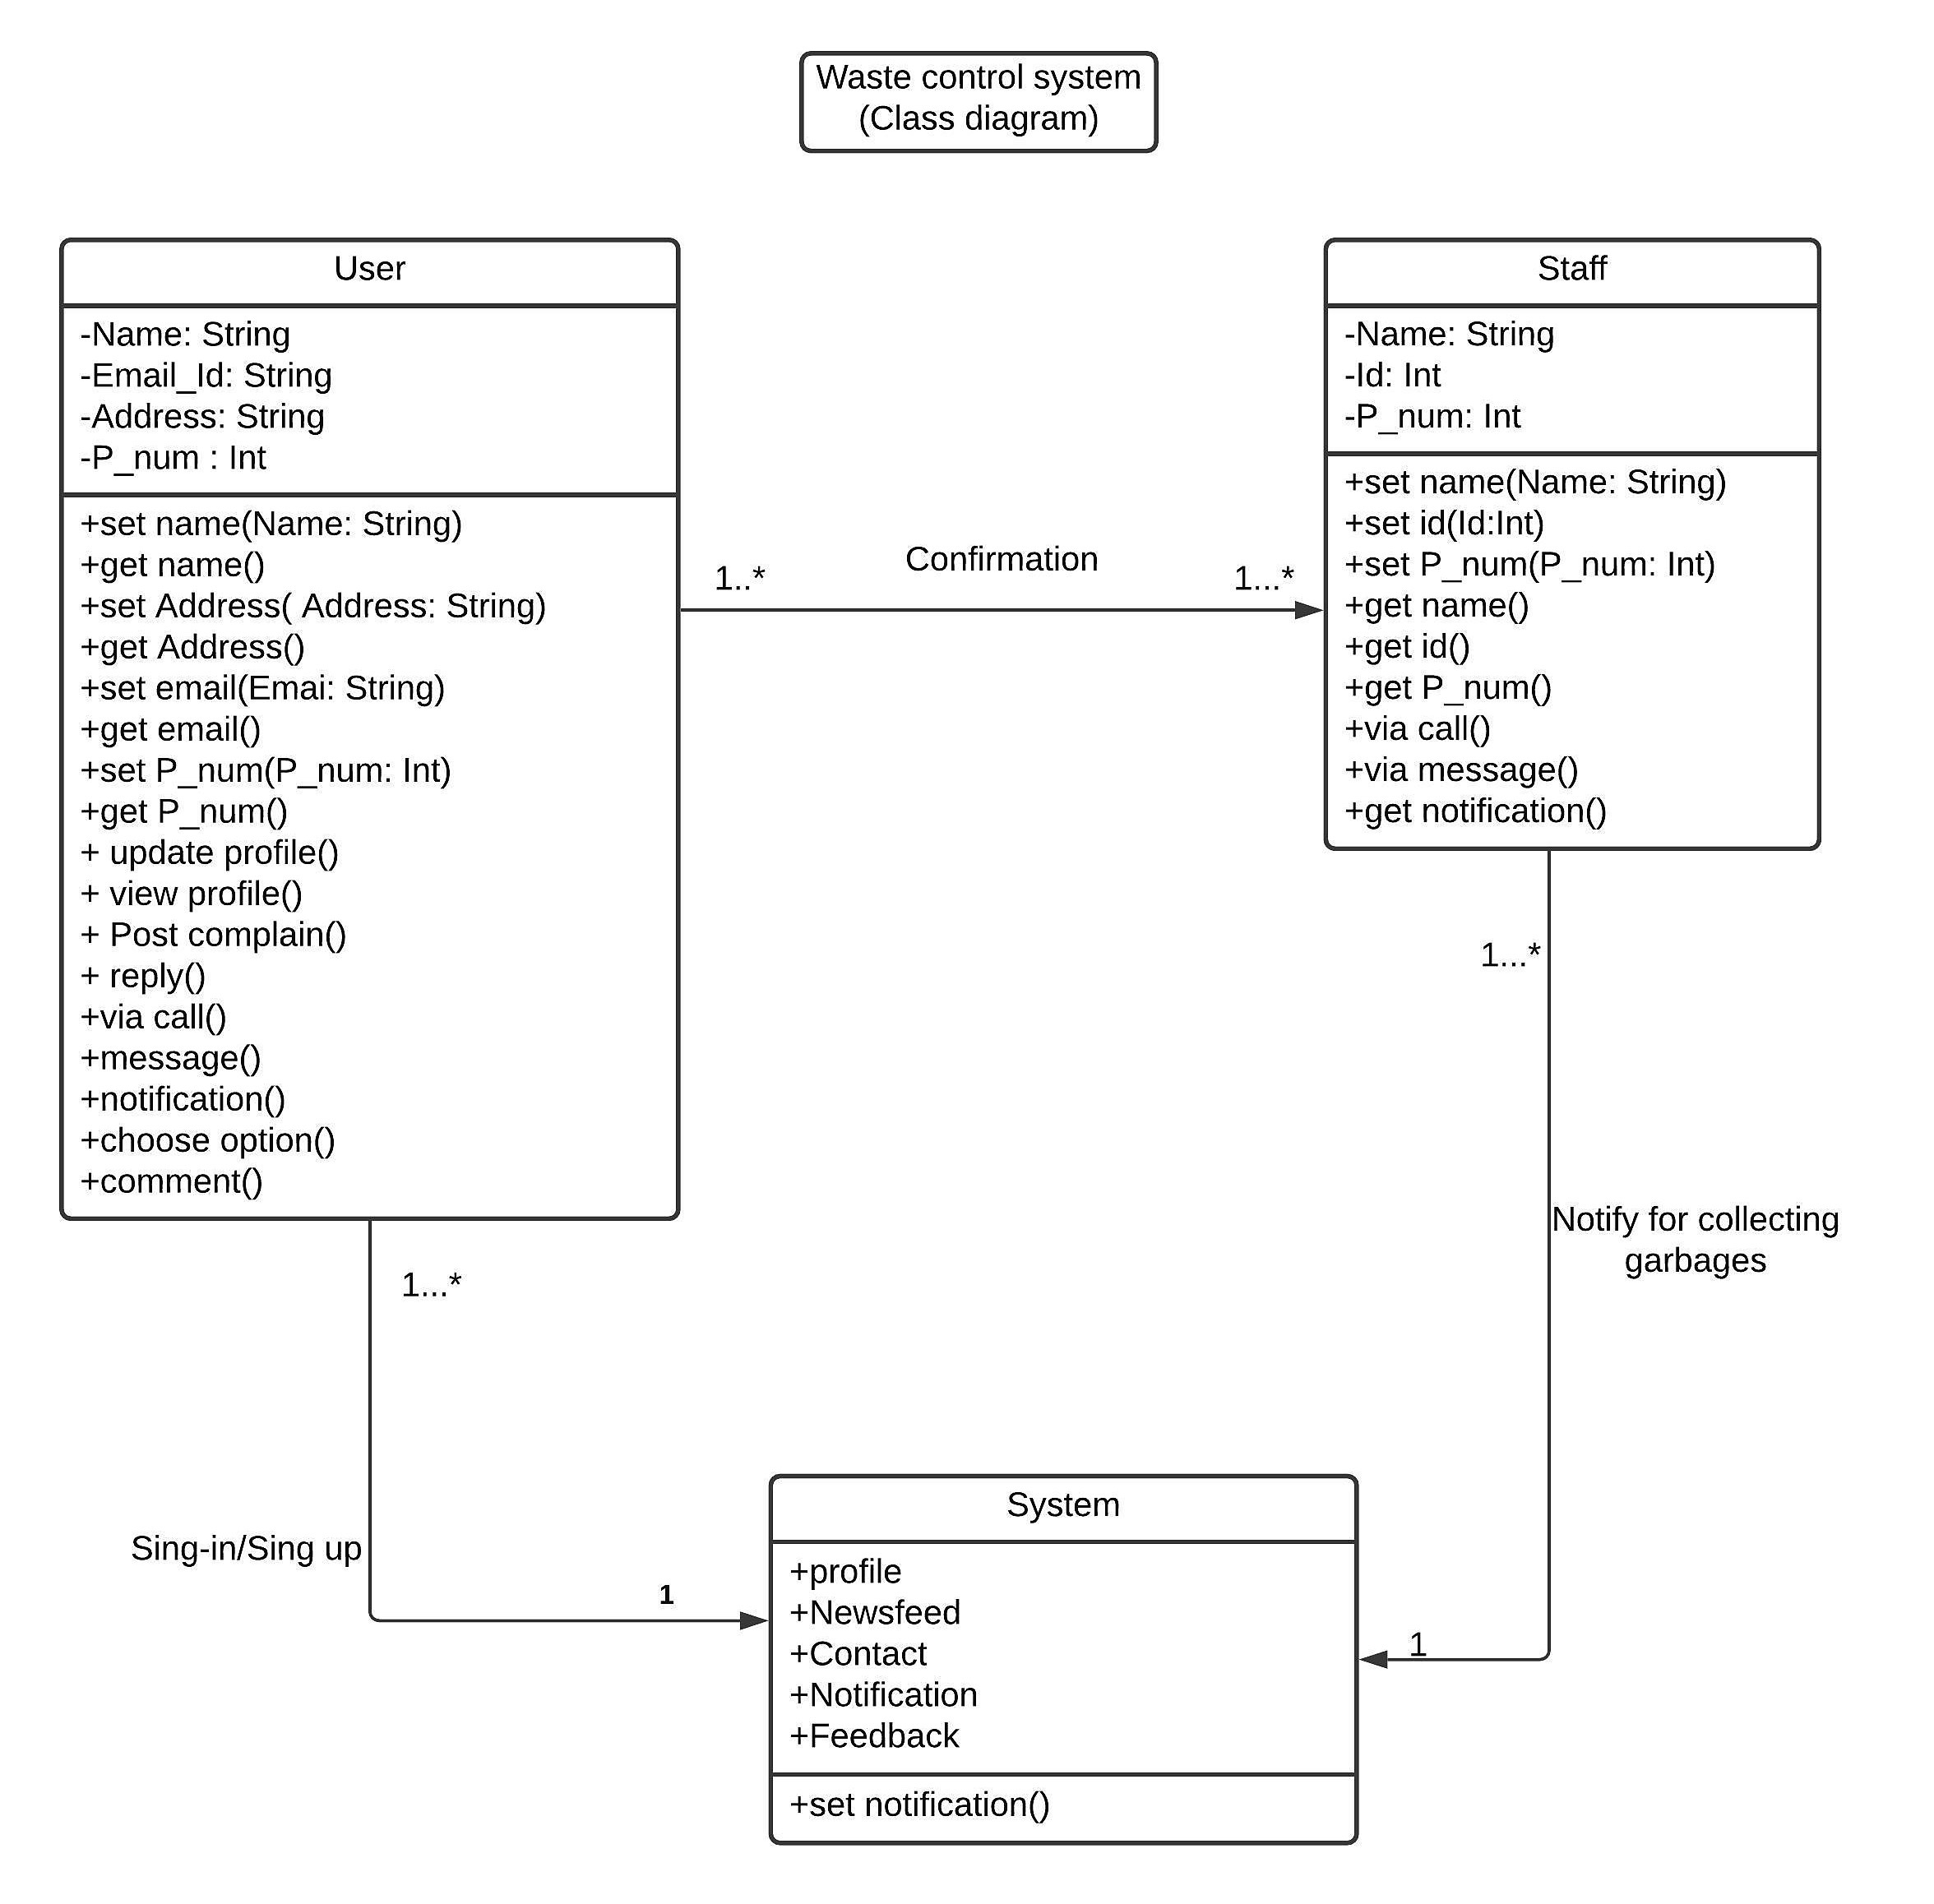 Waste control system
(Class diagram)
User
-Name: String
-Email_Id: String
-Address: String
-P_num : Int
+set name(Name: String)
+get name()
+set Address( Address: String)
+get Address()
+set email(Emai: String)
+get email()
+set P_num(P_num: Int)
+get P_num()
+ update profile()
+ view profile()
+ Post complain()
+ reply()
+via call()
+message()
+notification()
+choose option()
+comment()
Confirmation
1..*
1...*
Staff
-Name: String
-Id: Int
-P_num: Int
+set name(Name: String)
+set id(Id:Int)
+set P_num(P_num: Int)
+get name()
+get id()
+get P_num()
+via call()
+via message()
+get notification()
1...*
Notify for collecting
garbages
1
1...*
Sing-in/Sing up
1
System
+profile
+Newsfeed
+Contact
+Notification
+Feedback
+set notification()